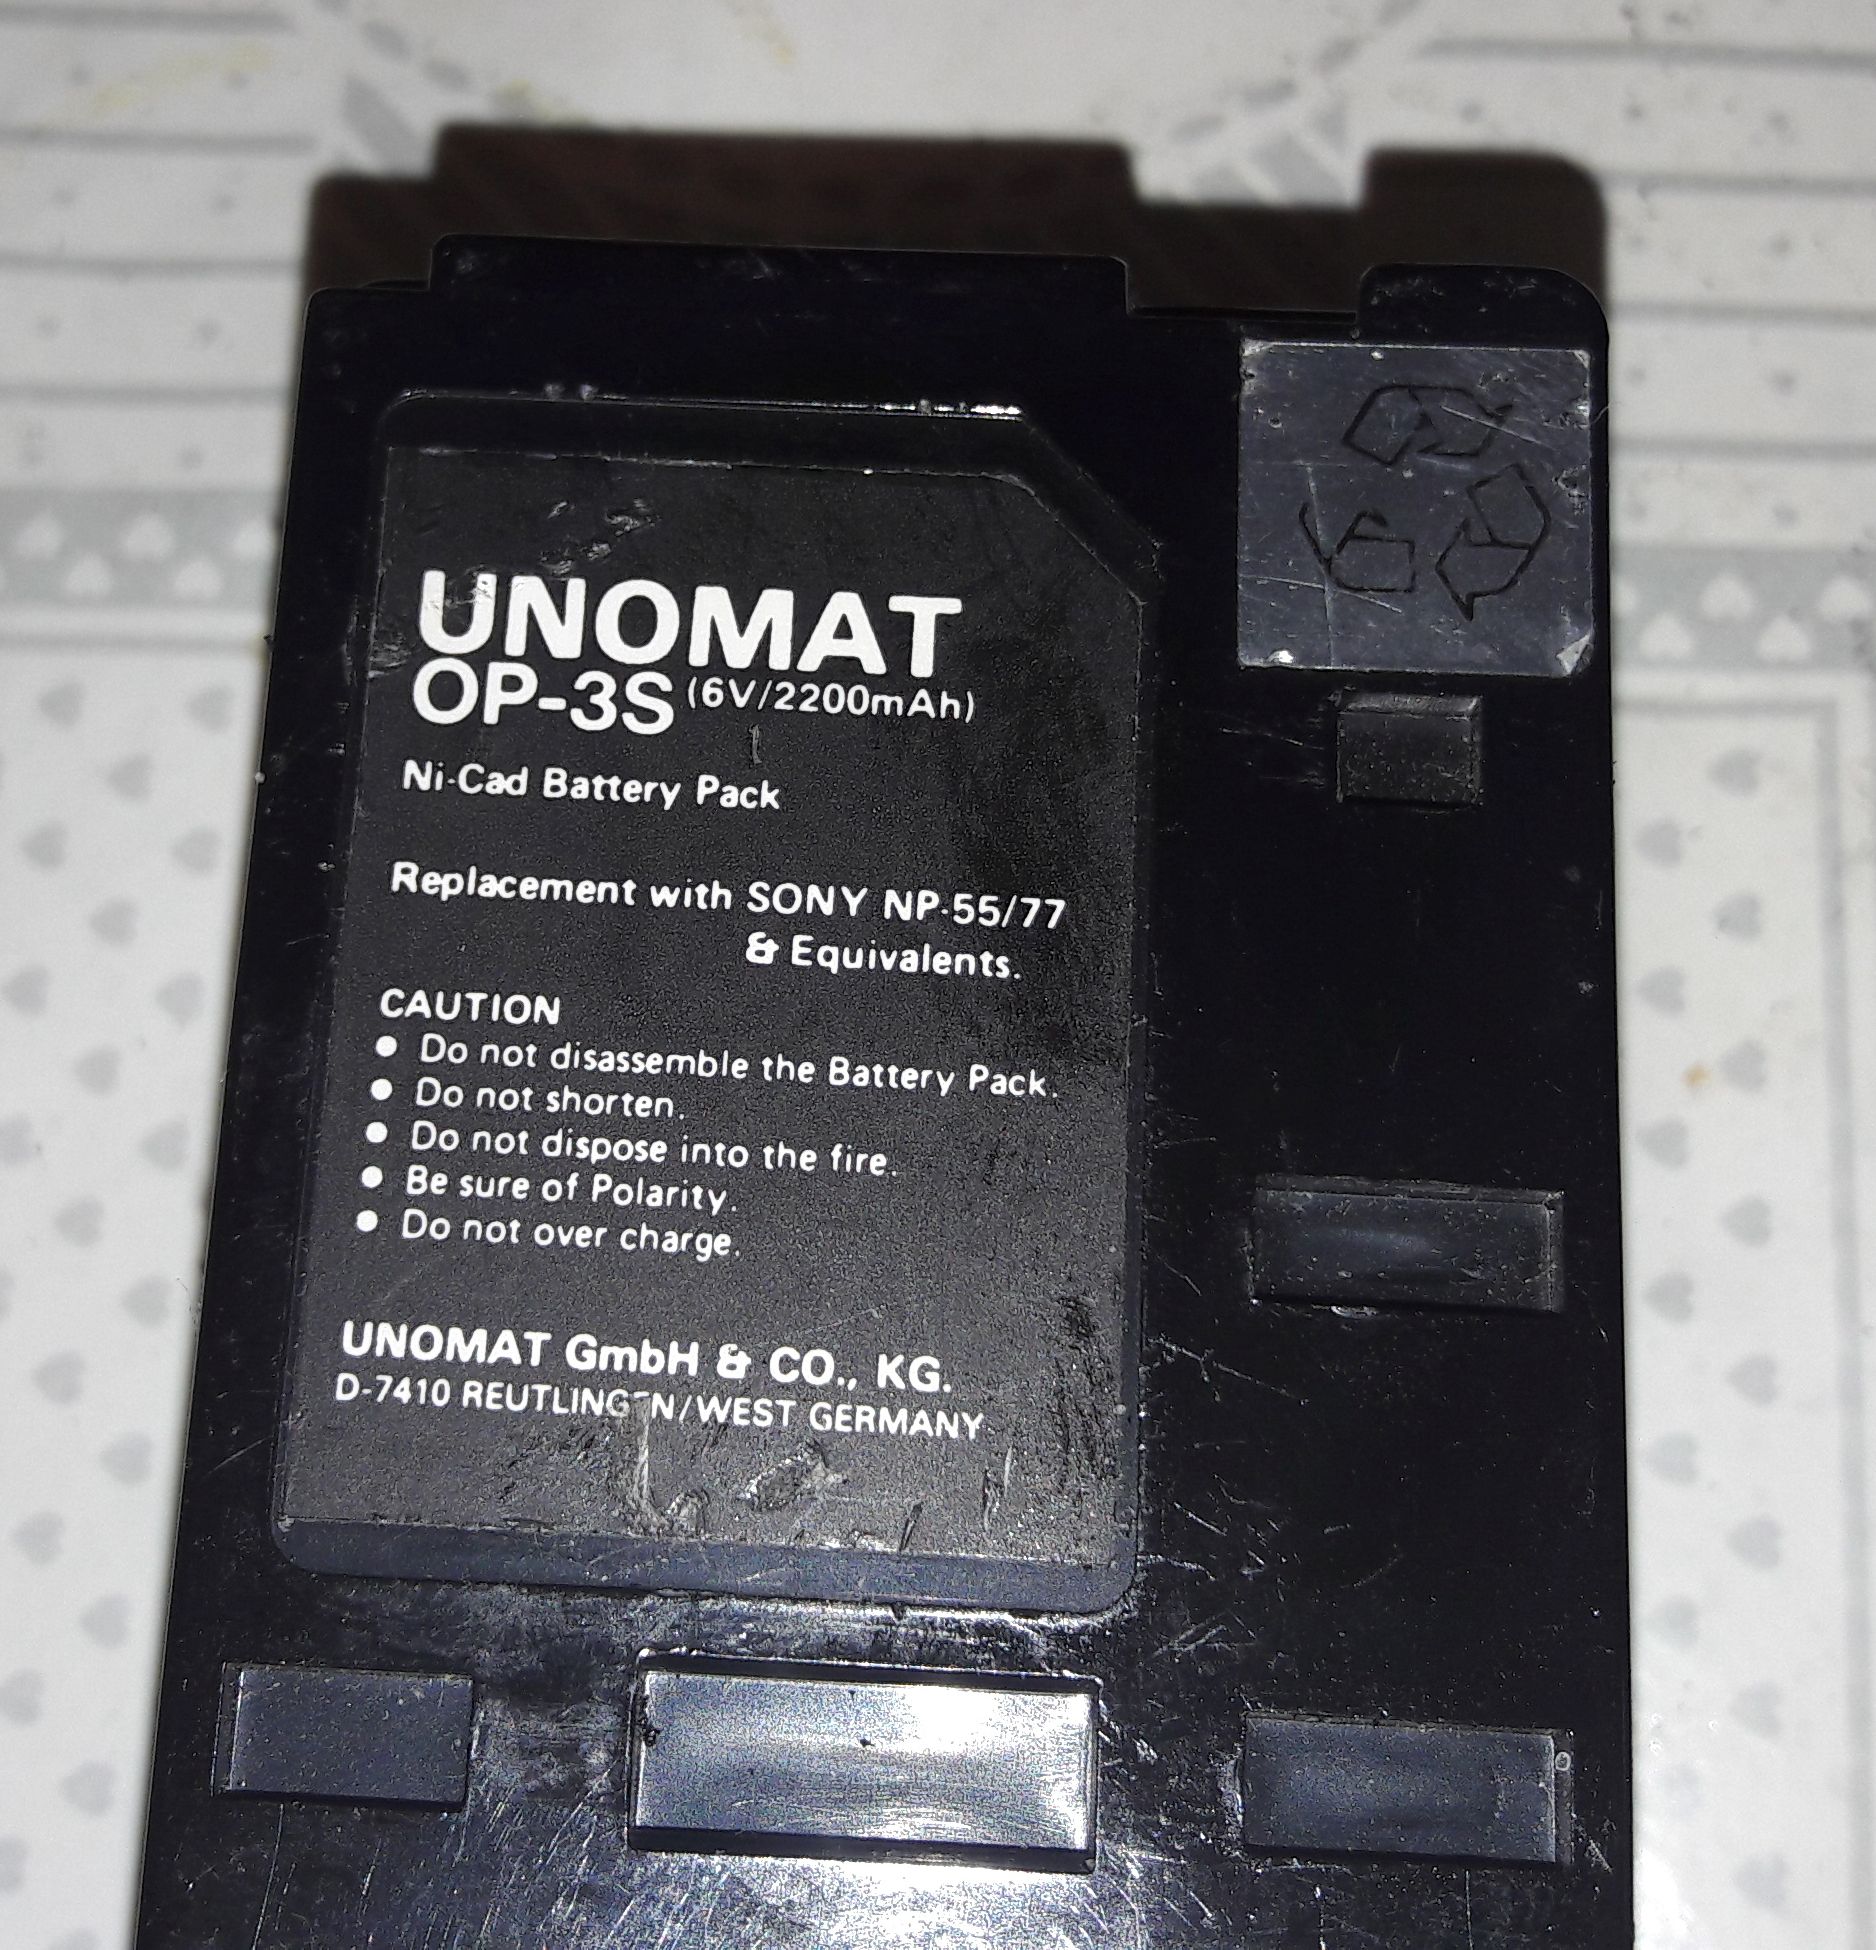 UNOMAT
OP-3S (6V/2200mAh)
Ni-Cad Battery Pack
Replacement with SONY NP-55/77
& Equivalents.
CAUTION
● Do not disassemble the Battery Pack.
● Do not shorten.
● Do not dispose into the fire.
● Be sure of Polarity.
● Do not over charge.
UNOMAT GmbH & CO., KG.
D-7410 REUTLINGEN/WEST GERMANY